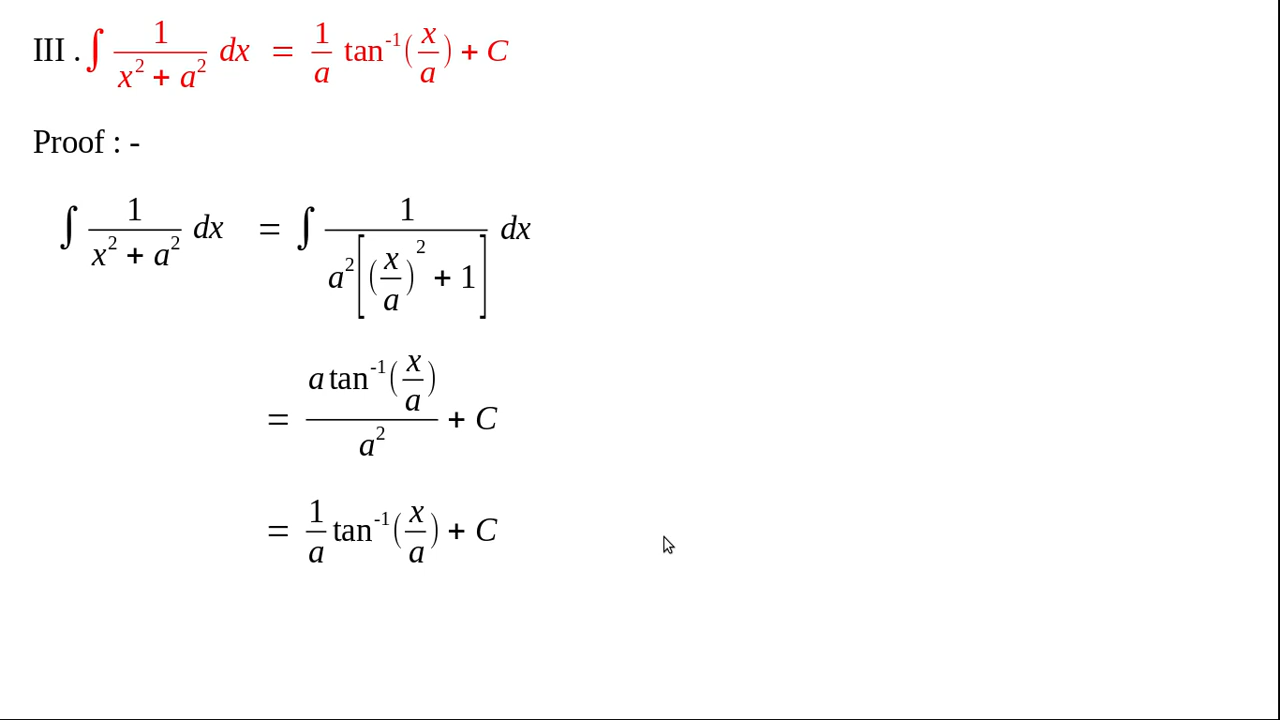 III . ∫ 1/(x² + a²) dx = 1/a tan⁻¹(x/a) + C
Proof : -
∫ 1/(x² + a²) dx = ∫ 1/(a²[(x/a)² + 1]) dx
= (a tan⁻¹(x/a))/a² + C
= 1/a tan⁻¹(x/a) + C